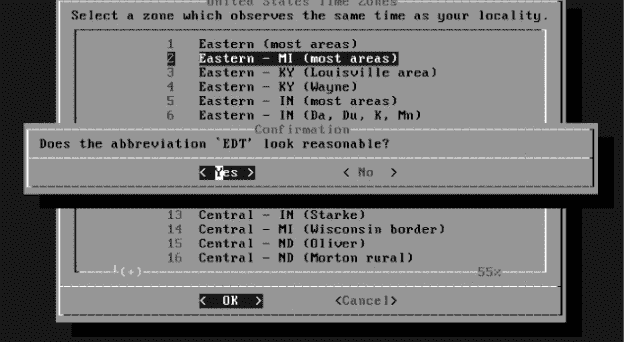 United States Time Zones
Select a zone which observes the same time as your locality.
1 Eastern (most areas)
2 Eastern - MI (most areas)
3 Eastern - KY (Louisville area)
4 Eastern - KY (Wayne)
5 Eastern - IN (most areas)
6 Eastern - IN (Da, Du, K, Mn)
Confirmation
Does the abbreviation `EDT' look reasonable?
< Yes > < No >
13 Central - IN (Starke)
14 Central - MI (Wisconsin border)
15 Central - ND (Oliver)
16 Central - ND (Morton rural)
(+) 55%
< OK > <Cancel>